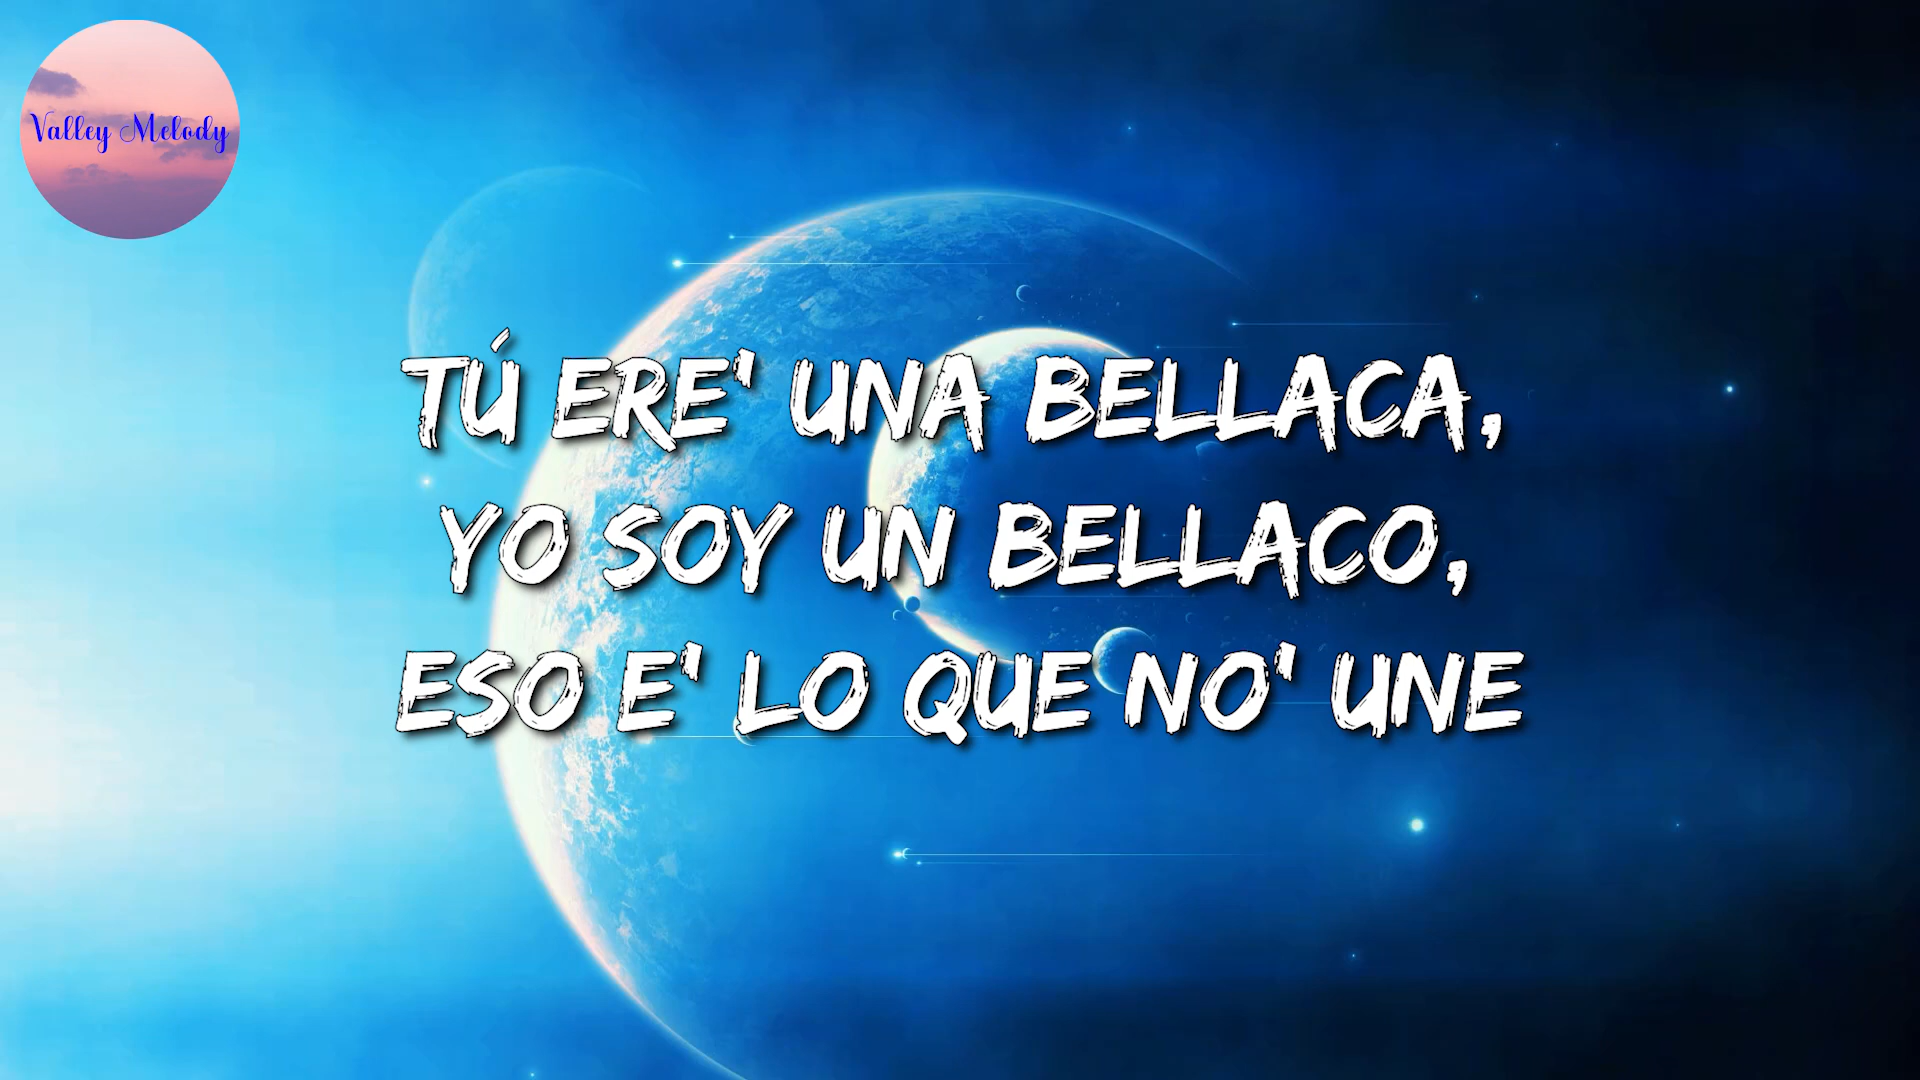 Valley Melody
TÚ ERE' UNA BELLACA,
YO SOY UN BELLACO,
ESO E' LO QUE NO' UNE